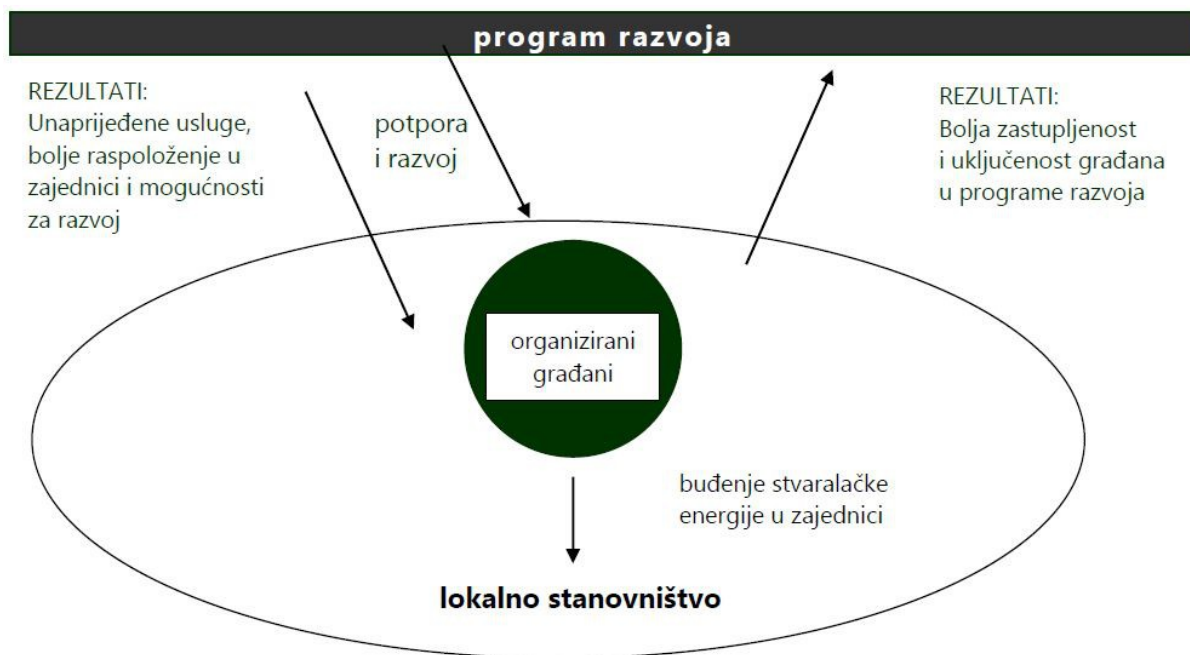 program razvoja
REZULTATI:
Unaprijeđene usluge,
bolje raspoloženje u
zajednici i mogućnosti
za razvoj
potpora
i razvoj
REZULTATI:
Bolja zastupljenost
i uključenost građana
u programe razvoja
organizirani
građani
buđenje stvaralačke
energije u zajednici
lokalno stanovništvo